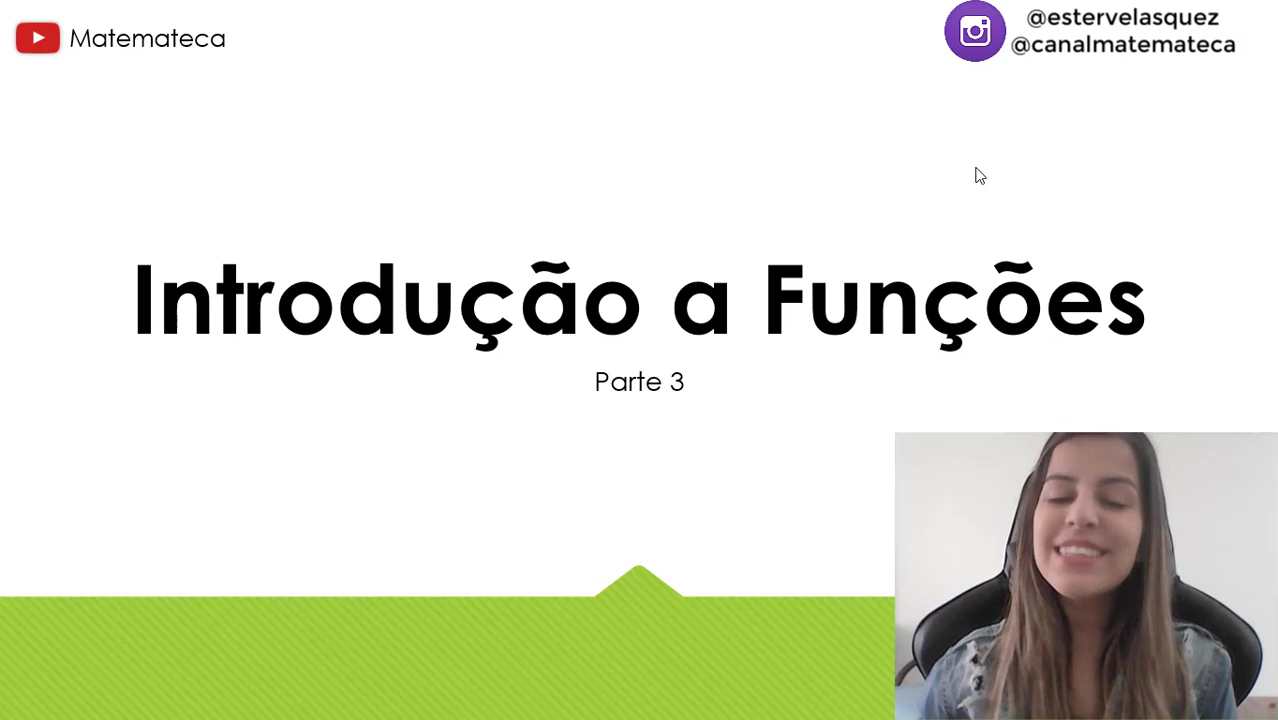 Matemateca
@estervelasquez
@canalmatemateca
Introdução a Funções
Parte 3